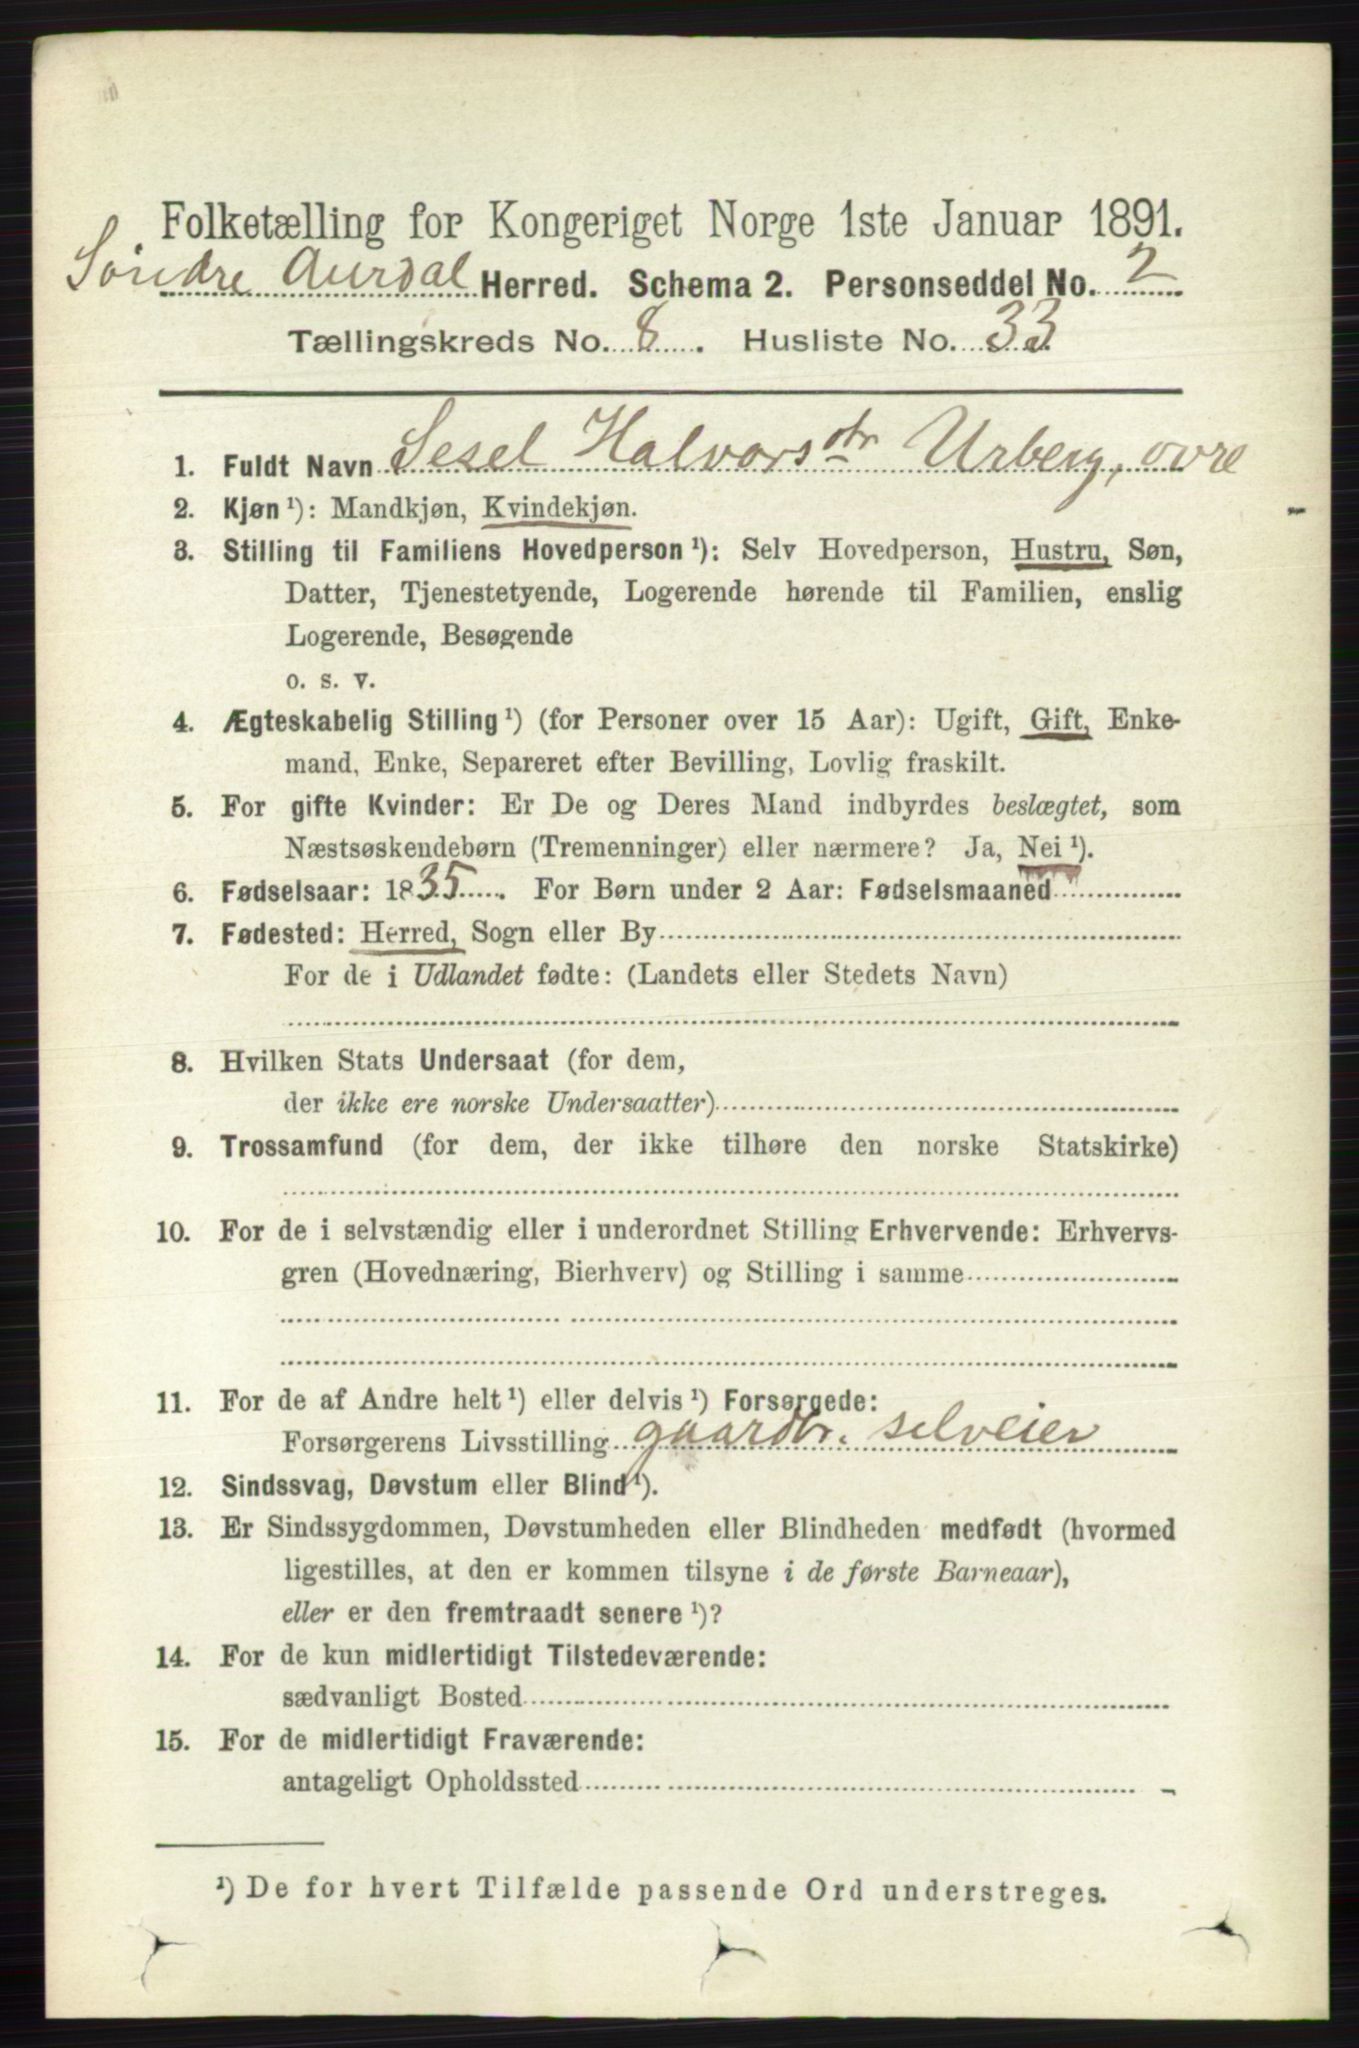 Folketælling for Kongeriget Norge 1ste Januar 1891.
Söndre Aurdal Herred. Schema 2. Personseddel No. 2
Tællingskreds No. 8. Husliste No. 33
1. Fuldt Navn Sesel Halvorsdtr Urberg, øvre
2. Kjøn ¹): Mandkjøn, Kvindekjøn.
3. Stilling til Familiens Hovedperson ¹): Selv Hovedperson, Hustru, Søn,
Datter, Tjenestetyende, Logerende hørende til Familien, enslig
Logerende, Besøgende
o. s. v.
4. Ægteskabelig Stilling ¹) (for Personer over 15 Aar): Ugift, Gift, Enke-
mand, Enke, Separeret efter Bevilling, Lovlig fraskilt.
5. For gifte Kvinder: Er De og Deres Mand indbyrdes beslægtet, som
Næstsøskendebørn (Tremenninger) eller nærmere? Ja, Nei ¹).
6. Fødselsaar: 1835. For Børn under 2 Aar: Fødselsmaaned
7. Fødested: Herred, Sogn eller By
For de i Udlandet fødte: (Landets eller Stedets Navn)
8. Hvilken Stats Undersaat (for dem,
der ikke ere norske Undersaatter)
9. Trossamfund (for dem, der ikke tilhøre den norske Statskirke)
10. For de i selvstændig eller i underordnet Stilling Erhvervende: Erhvervs-
gren (Hovednæring, Bierhverv) og Stilling i samme
11. For de af Andre helt ¹) eller delvis ¹) Forsørgede:
Forsørgerens Livsstilling gaardbr. selveier
12. Sindssvag, Døvstum eller Blind ¹).
13. Er Sindssygdommen, Døvstumheden eller Blindheden medfødt (hvormed
ligestilles, at den er kommen tilsyne i de første Barneaar),
eller er den fremtraadt senere ¹)?
14. For de kun midlertidigt Tilstedeværende:
sædvanligt Bosted
15. For de midlertidigt Fraværende:
antageligt Opholdssted
¹) De for hvert Tilfælde passende Ord understreges.